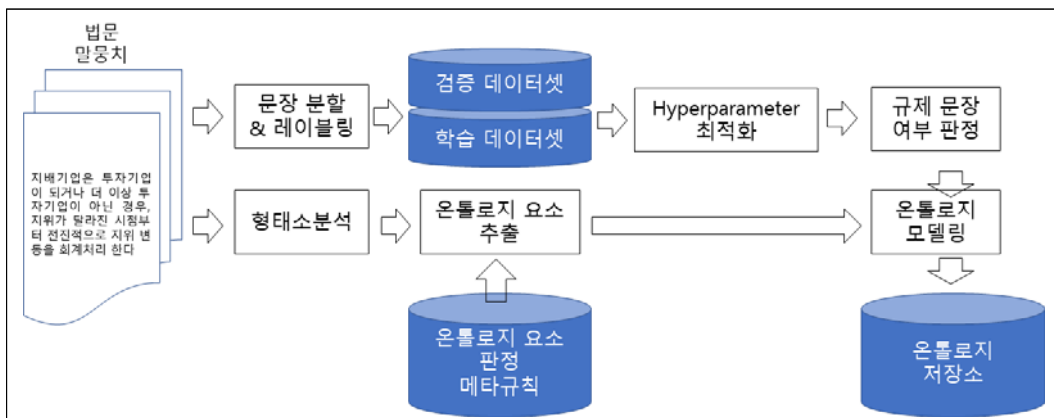 법문
말뭉치
지배기업은 투자기업
이 되거나 더 이상 투
자기업이 아닌 경우,
지위가 달라진 시점부
터 전진적으로 지위 변
동을 회계처리 한다
문장 분할
& 레이블링
검증 데이터셋
학습 데이터셋
Hyperparameter
최적화
규제 문장
여부 판정
형태소분석
온톨로지 요소
추출
온톨로지
모델링
온톨로지 요소
판정
메타규칙
온톨로지
저장소